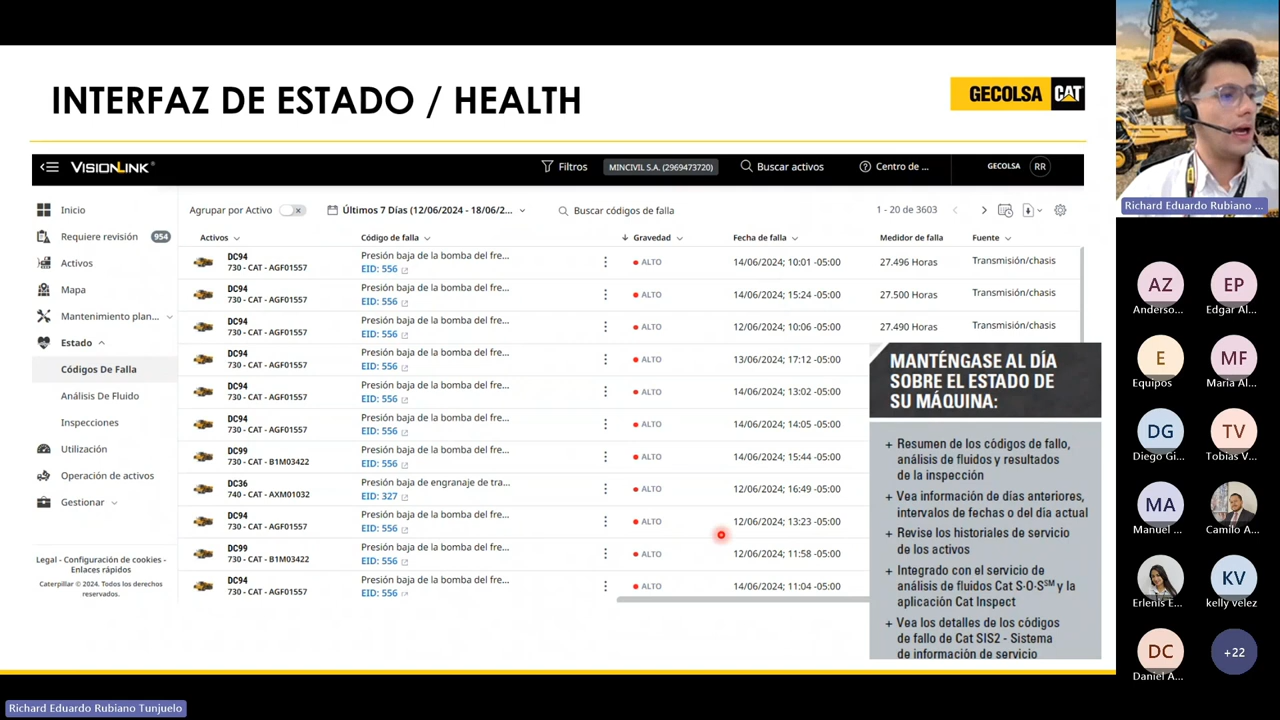 INTERFAZ DE ESTADO / HEALTH
GECOLSA CAT
VISIONLINK®
Filtros
MINCIVIL S.A. (2969473720)
Buscar activos
Centro de ...
GECOLSA
RR
Inicio
Requiere revisión 954
Activos
Mapa
Mantenimiento plan...
Estado
Códigos De Falla
Análisis De Fluido
Inspecciones
Utilización
Operación de activos
Gestionar
Legal - Configuración de cookies -
Enlaces rápidos
Caterpillar © 2024. Todos los derechos
reservados.
Agrupar por Activo
Últimos 7 Días (12/06/2024 - 18/06/2...
Buscar códigos de falla
1 - 20 de 3603
Activos Código de falla Gravedad Fecha de falla Medidor de falla Fuente
DC94 Presión baja de la bomba del fre...
730 - CAT - AGF01557 EID: 556 ALTO 14/06/2024; 10:01 -05:00 27.496 Horas Transmisión/chasis
DC94 Presión baja de la bomba del fre...
730 - CAT - AGF01557 EID: 556 ALTO 14/06/2024; 15:24 -05:00 27.500 Horas Transmisión/chasis
DC94 Presión baja de la bomba del fre...
730 - CAT - AGF01557 EID: 556 ALTO 12/06/2024; 10:06 -05:00 27.490 Horas Transmisión/chasis
DC94 Presión baja de la bomba del fre...
730 - CAT - AGF01557 EID: 556 ALTO 13/06/2024; 17:12 -05:00
DC94 Presión baja de la bomba del fre...
730 - CAT - AGF01557 EID: 556 ALTO 14/06/2024; 13:02 -05:00
DC94 Presión baja de la bomba del fre...
730 - CAT - AGF01557 EID: 556 ALTO 14/06/2024; 14:05 -05:00
DC99 Presión baja de la bomba del fre...
730 - CAT - B1M03422 EID: 556 ALTO 14/06/2024; 15:44 -05:00
DC36 Presión baja de engranaje de tra...
740 - CAT - AXM01032 EID: 327 ALTO 12/06/2024; 16:49 -05:00
DC94 Presión baja de la bomba del fre...
730 - CAT - AGF01557 EID: 556 ALTO 12/06/2024; 13:23 -05:00
DC99 Presión baja de la bomba del fre...
730 - CAT - B1M03422 EID: 556 ALTO 12/06/2024; 11:58 -05:00
DC94 Presión baja de la bomba del fre...
730 - CAT - AGF01557 EID: 556 ALTO 14/06/2024; 11:04 -05:00
MANTÉNGASE AL DÍA
SOBRE EL ESTADO DE
SU MÁQUINA:
+ Resumen de los códigos de fallo,
análisis de fluidos y resultados
de la inspección
+ Vea información de días anteriores,
intervalos de fechas o del día actual
+ Revise los historiales de servicio
de los activos
+ Integrado con el servicio de
análisis de fluidos Cat S·O·S℠ y la
aplicación Cat Inspect
+ Vea los detalles de los códigos
de fallo de Cat SIS2 - Sistema
de información de servicio
Richard Eduardo Rubiano ...
AZ EP
Anderso... Edgar Al...
E MF
Equipos Maria Al...
DG TV
Diego Gi... Tobias V...
MA
Manuel ... Camilo A...
KV
Erlenis E... kelly velez
DC +22
Daniel A...
Richard Eduardo Rubiano Tunjuelo